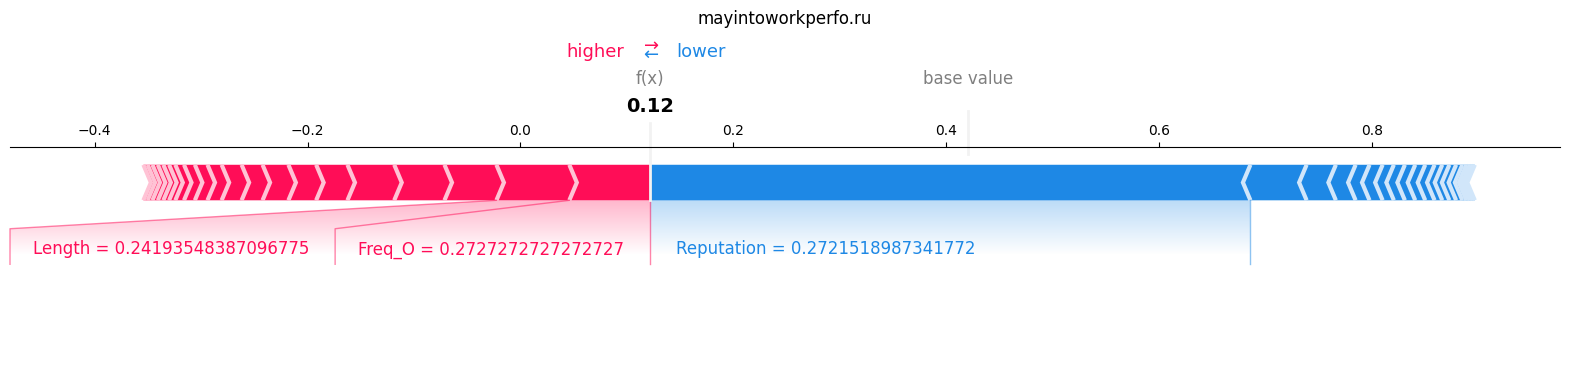 mayintoworkperfo.ru
higher ⇄ lower
f(x) base value
0.12
−0.4 −0.2 0.0 0.2 0.4 0.6 0.8
Length = 0.24193548387096775 Freq_O = 0.2727272727272727 Reputation = 0.2721518987341772